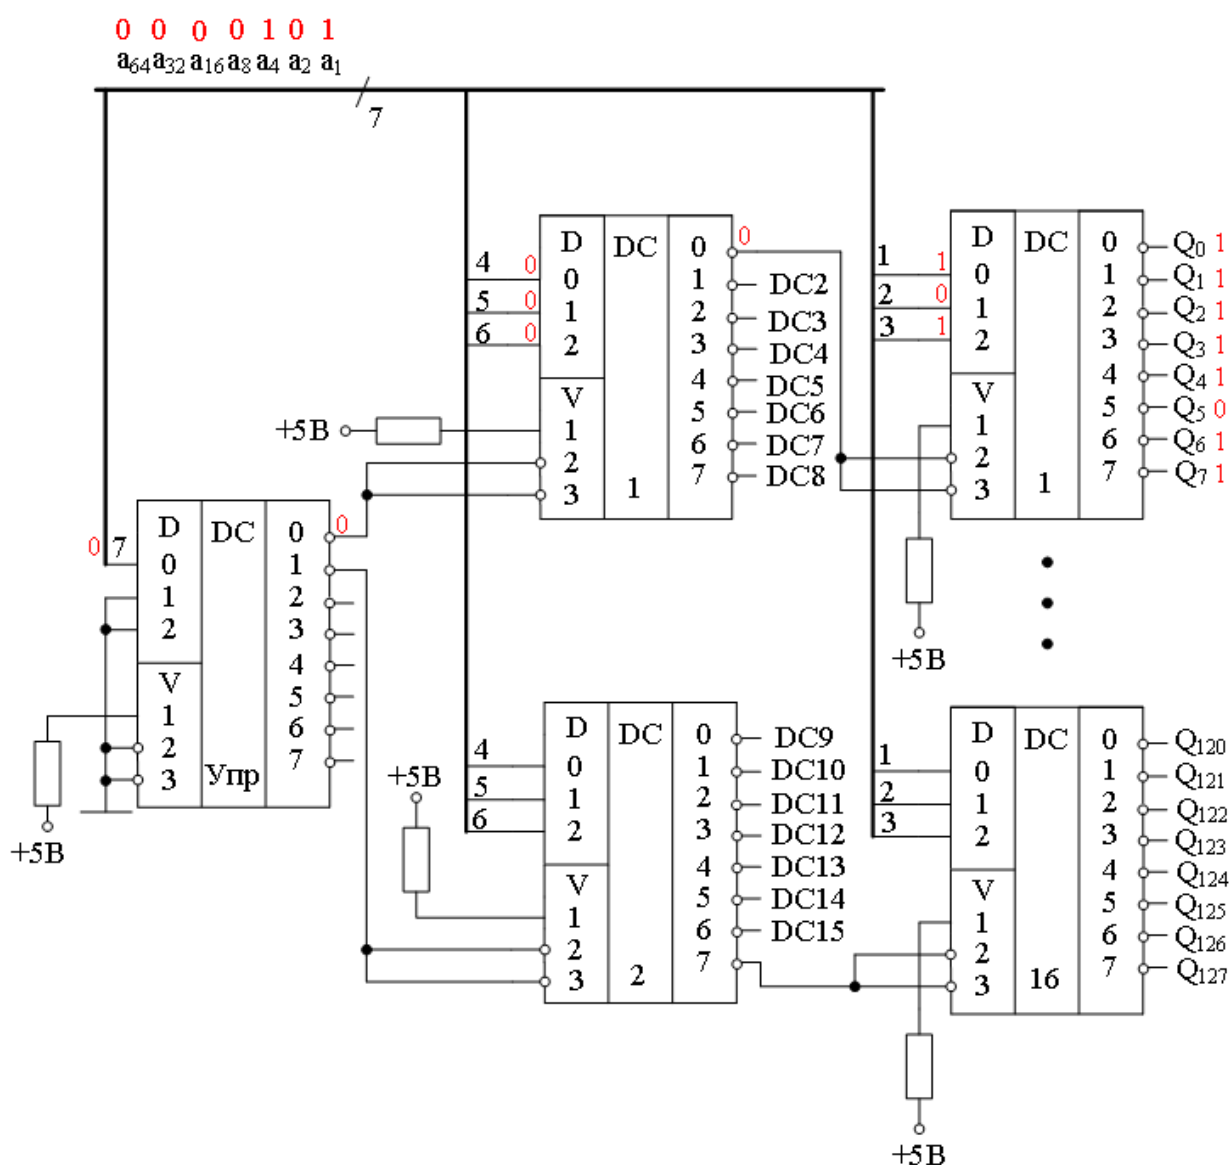 0 0 0 0 1 0 1
a64 a32 a16 a8 a4 a2 a1
7
D DC 0 0
4 0 0 1 DC2
5 0 1 2 DC3
6 0 2 3 DC4
V 4 DC5
+5В 1 5 DC6
2 6 DC7
3 1 7 DC8
D DC 0 Q0 1
1 1 0 1 Q1 1
2 0 1 2 Q2 1
3 1 2 3 Q3 1
V 4 Q4 1
1 5 Q5 0
2 6 Q6 1
3 1 7 Q7 1
+5В
D DC 0 0
0 7 0 1
1 2
2 3
V 4
1 5
2 6
3 Упр 7
+5В
D DC 0 DC9
4 0 1 DC10
5 1 2 DC11
6 2 3 DC12
V 4 DC13
1 5 DC14
2 6 DC15
3 2 7
+5В
D DC 0 Q120
1 0 1 Q121
2 1 2 Q122
3 2 3 Q123
V 4 Q124
1 5 Q125
2 6 Q126
3 16 7 Q127
+5В